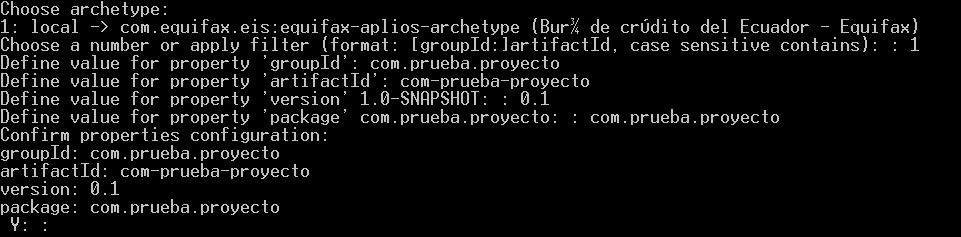 Choose archetype:
1: local -> com.equifax.eis:equifax-aplios-archetype (Bur¾ de crÚdito del Ecuador - Equifax)
Choose a number or apply filter (format: [groupId:]artifactId, case sensitive contains): : 1
Define value for property 'groupId': com.prueba.proyecto
Define value for property 'artifactId': com-prueba-proyecto
Define value for property 'version' 1.0-SNAPSHOT: : 0.1
Define value for property 'package' com.prueba.proyecto: : com.prueba.proyecto
Confirm properties configuration:
groupId: com.prueba.proyecto
artifactId: com-prueba-proyecto
version: 0.1
package: com.prueba.proyecto
 Y: :